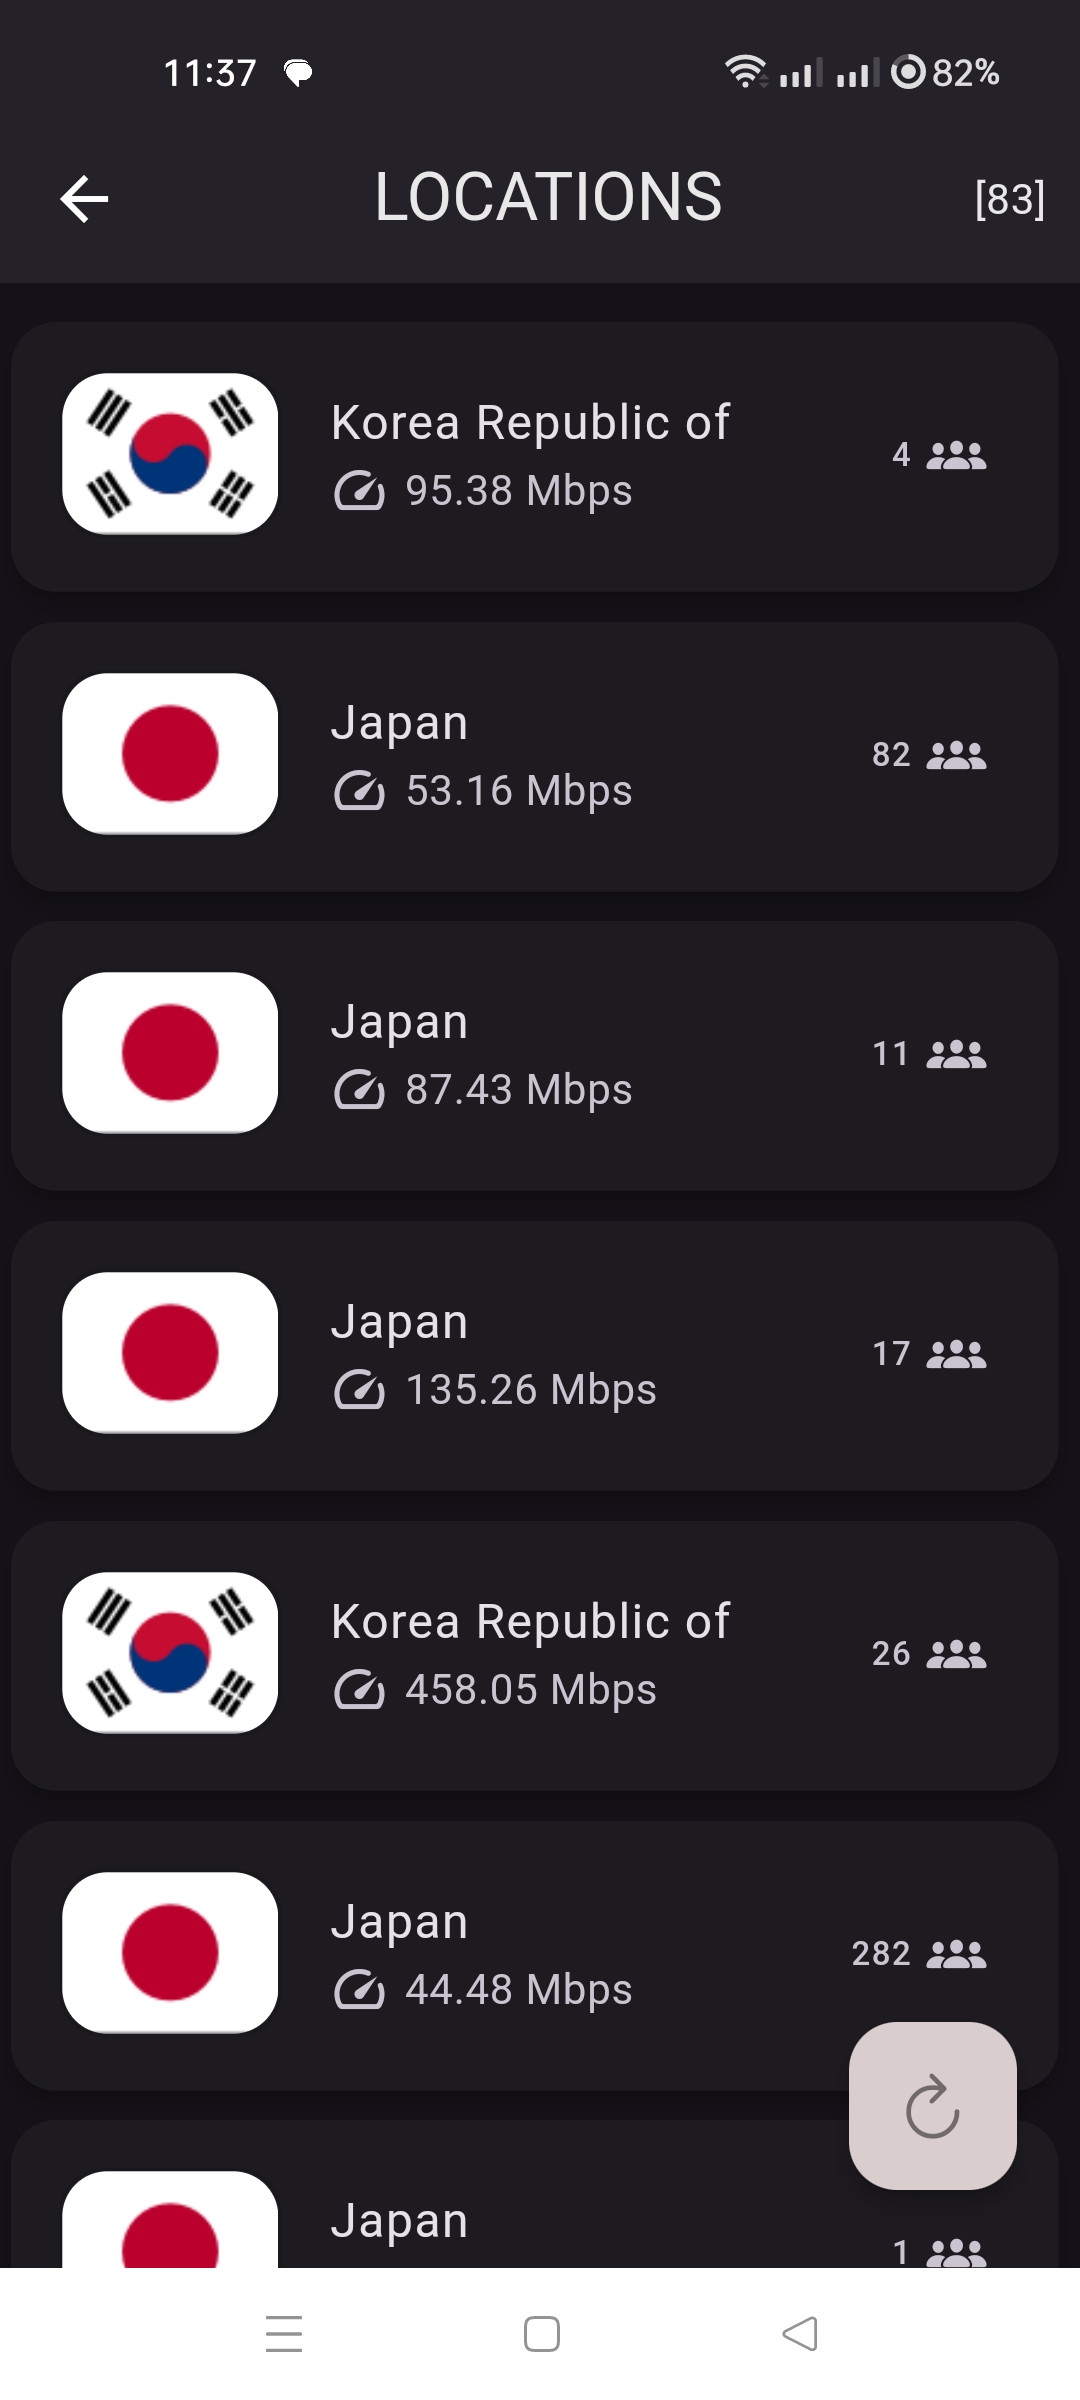 11:37
82%
LOCATIONS
[83]
Korea Republic of
95.38 Mbps
4
Japan
53.16 Mbps
82
Japan
87.43 Mbps
11
Japan
135.26 Mbps
17
Korea Republic of
458.05 Mbps
26
Japan
44.48 Mbps
282
Japan
1